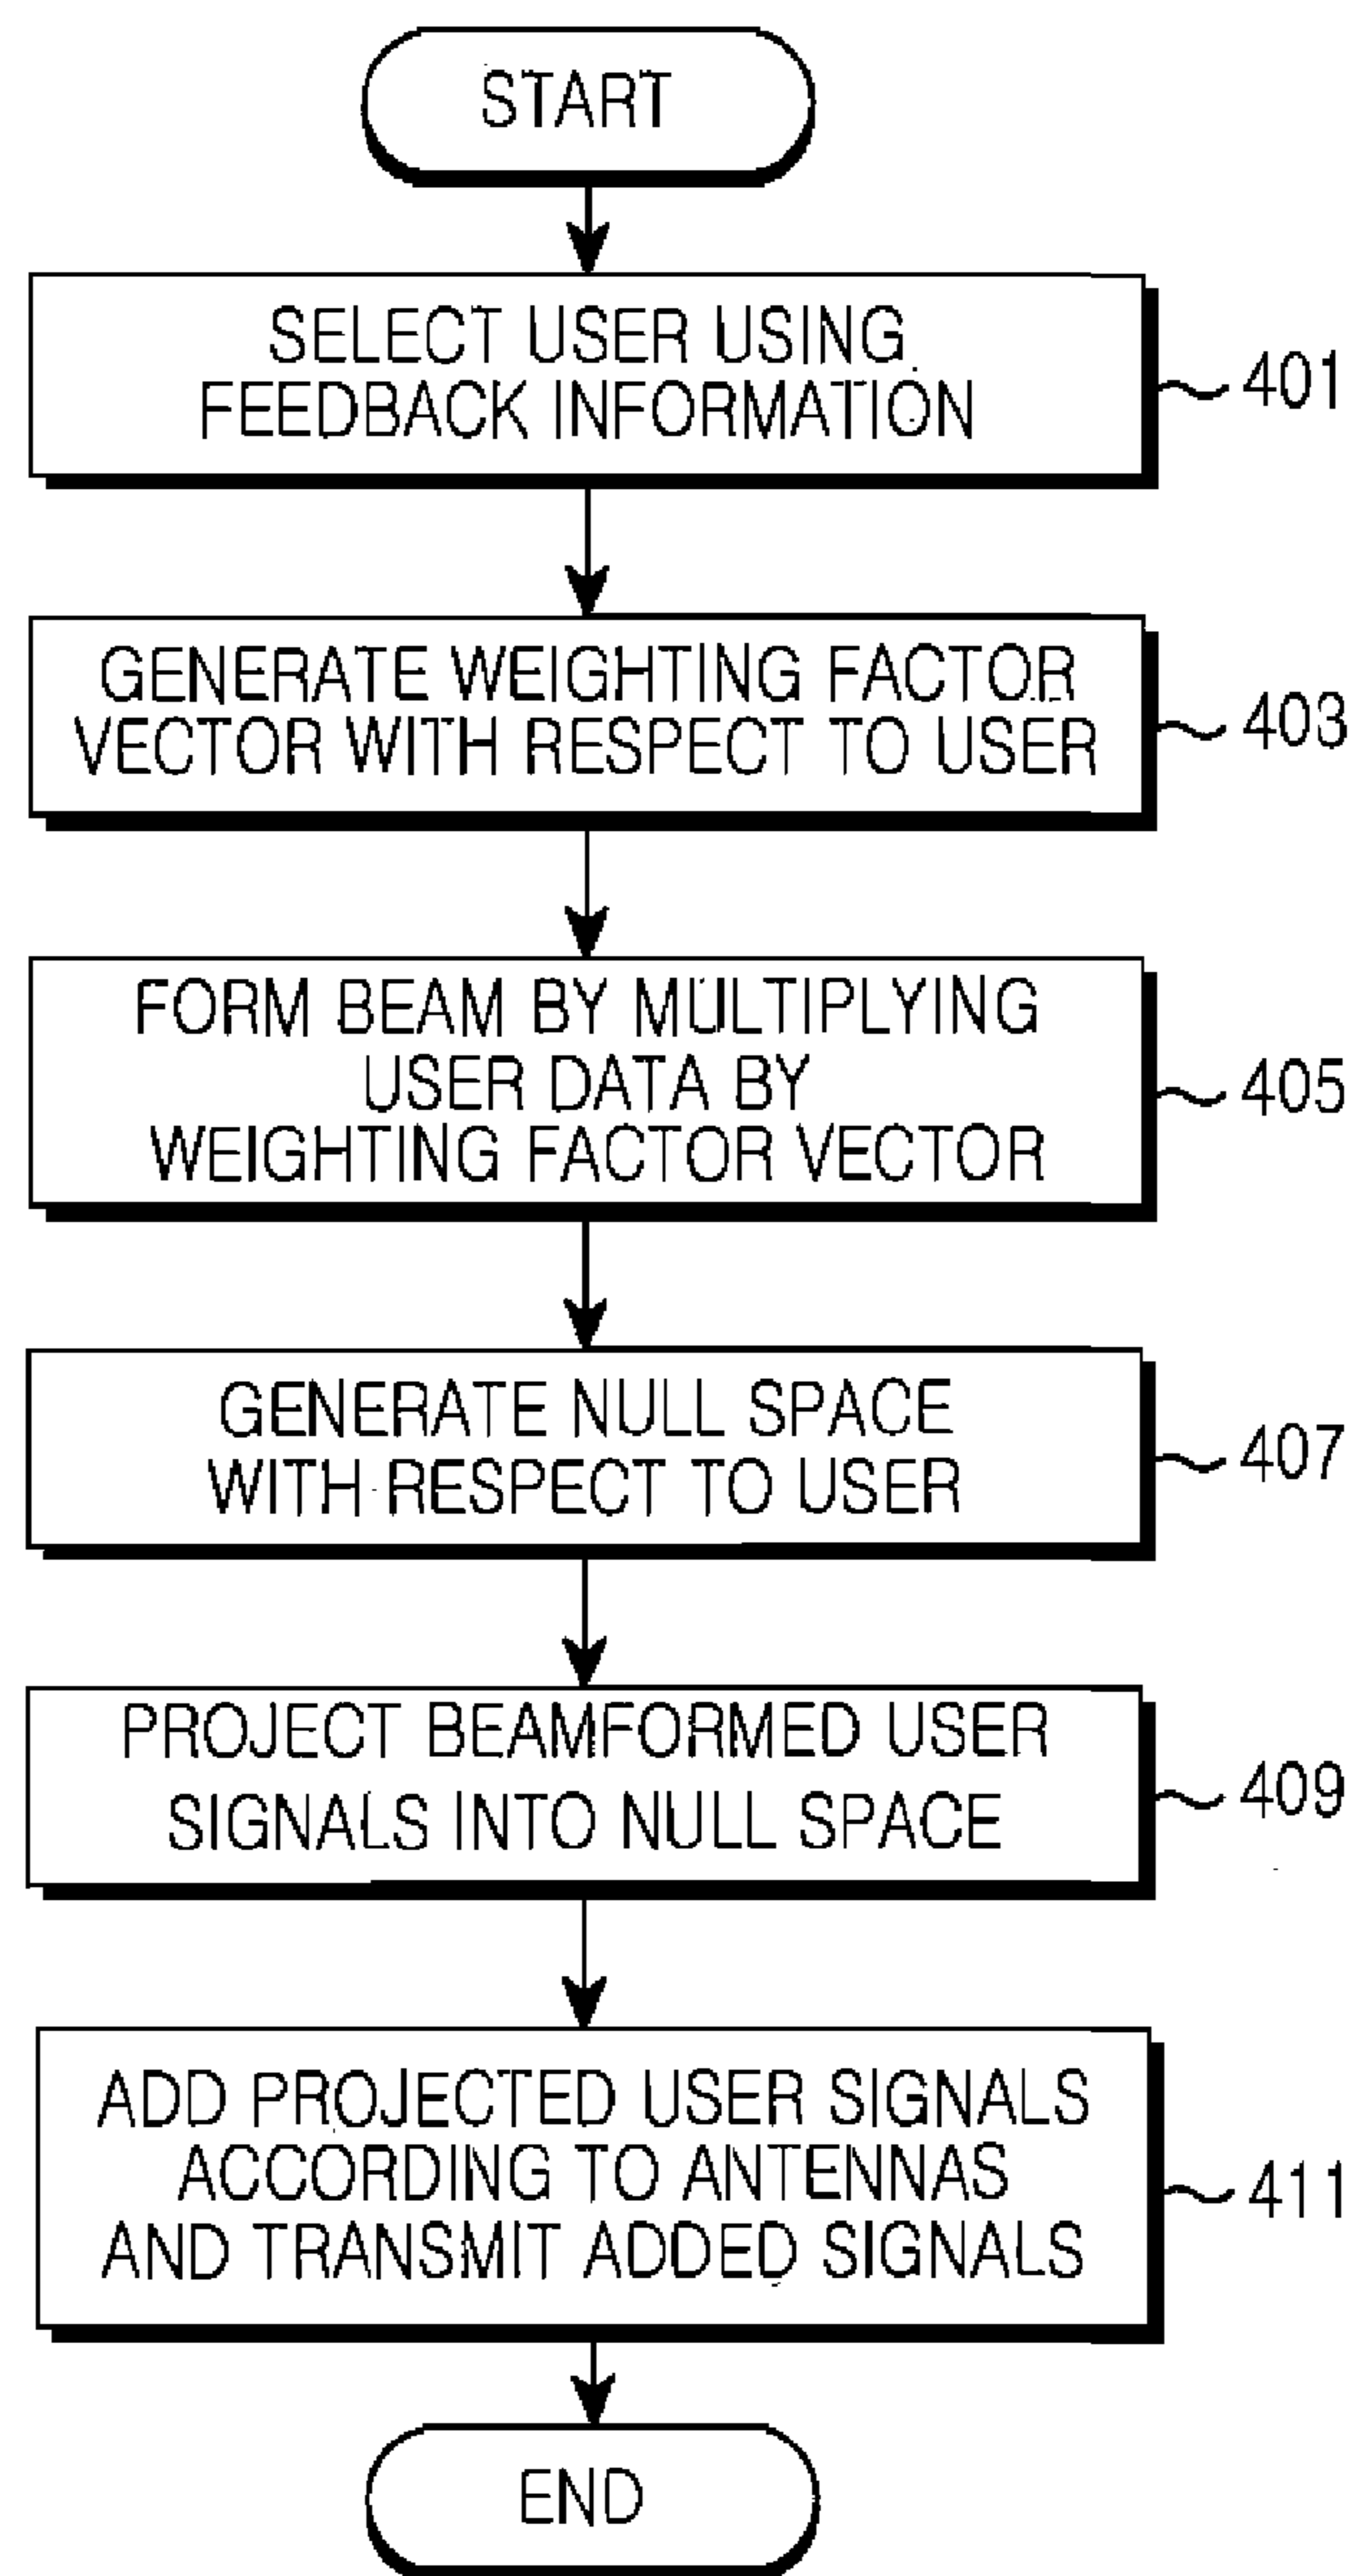 START
SELECT USER USING
FEEDBACK INFORMATION
401
GENERATE WEIGHTING FACTOR
VECTOR WITH RESPECT TO USER
403
FORM BEAM BY MULTIPLYING
USER DATA BY
WEIGHTING FACTOR VECTOR
405
GENERATE NULL SPACE
WITH RESPECT TO USER
407
PROJECT BEAMFORMED USER
SIGNALS INTO NULL SPACE
409
ADD PROJECTED USER SIGNALS
ACCORDING TO ANTENNAS
AND TRANSMIT ADDED SIGNALS
411
END